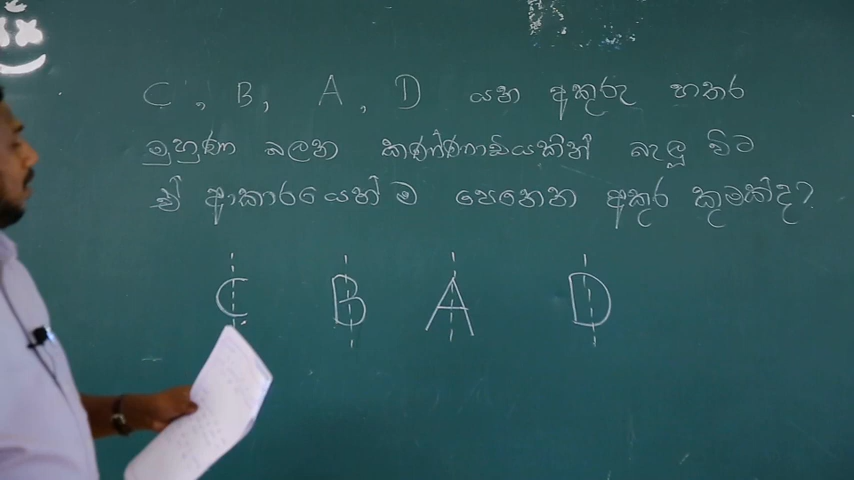 C, B, A, D යන අකුරු හතර
මුහුණ බලන කණ්ණාඩියකින් බැලූ විට
ඒ ආකාරයෙන් ම පෙනෙන අකුර කුමක්ද?
C B A D